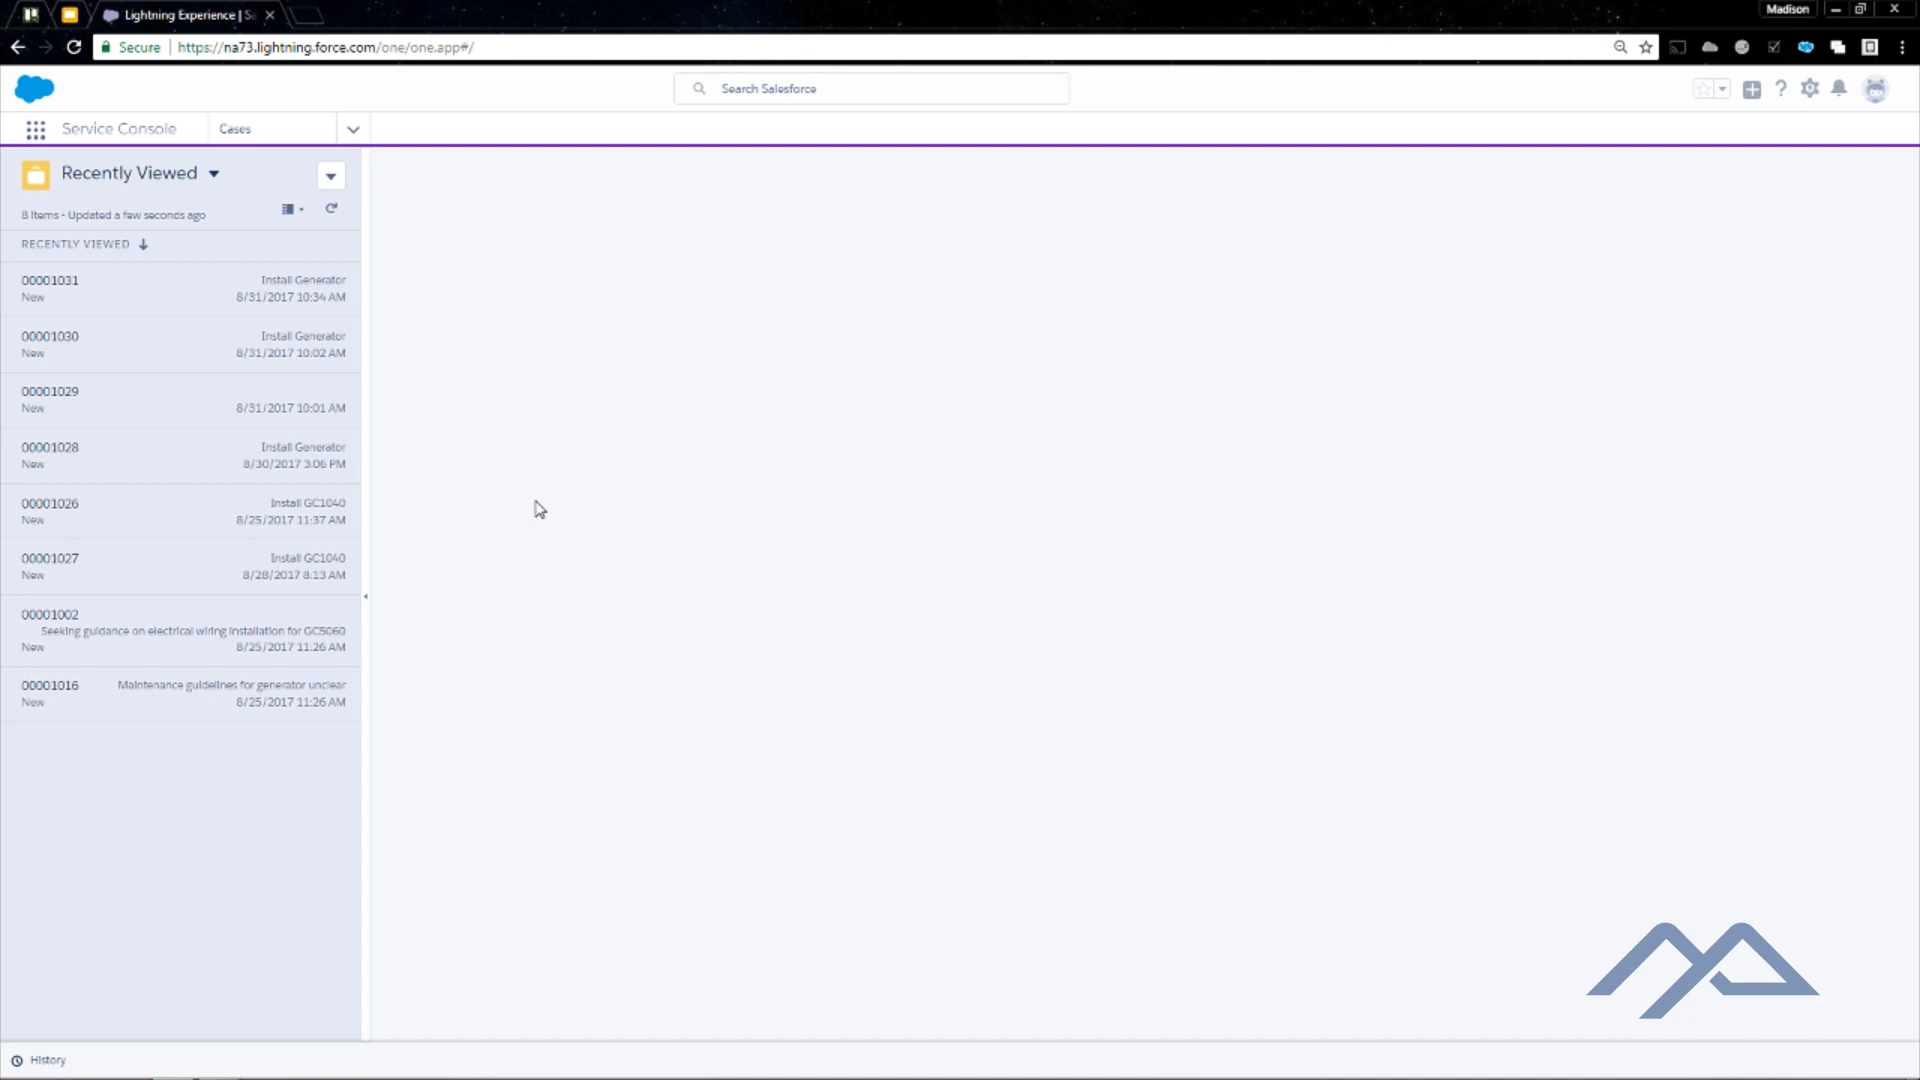 Lightning Experience | Sa
Madison
Secure
https://na73.lightning.force.com/one/one.app#/
Search Salesforce
Service Console
Cases
Recently Viewed
8 Items • Updated a few seconds ago
RECENTLY VIEWED
00001031
Install Generator
New
8/31/2017 10:34 AM
00001030
Install Generator
New
8/31/2017 10:02 AM
00001029
New
8/31/2017 10:01 AM
00001028
Install Generator
New
8/30/2017 3:06 PM
00001026
Install GC1040
New
8/25/2017 11:37 AM
00001027
Install GC1040
New
8/28/2017 8:13 AM
00001002
Seeking guidance on electrical wiring installation for GC5060
New
8/25/2017 11:26 AM
00001016
Maintenance guidelines for generator unclear
New
8/25/2017 11:26 AM
History